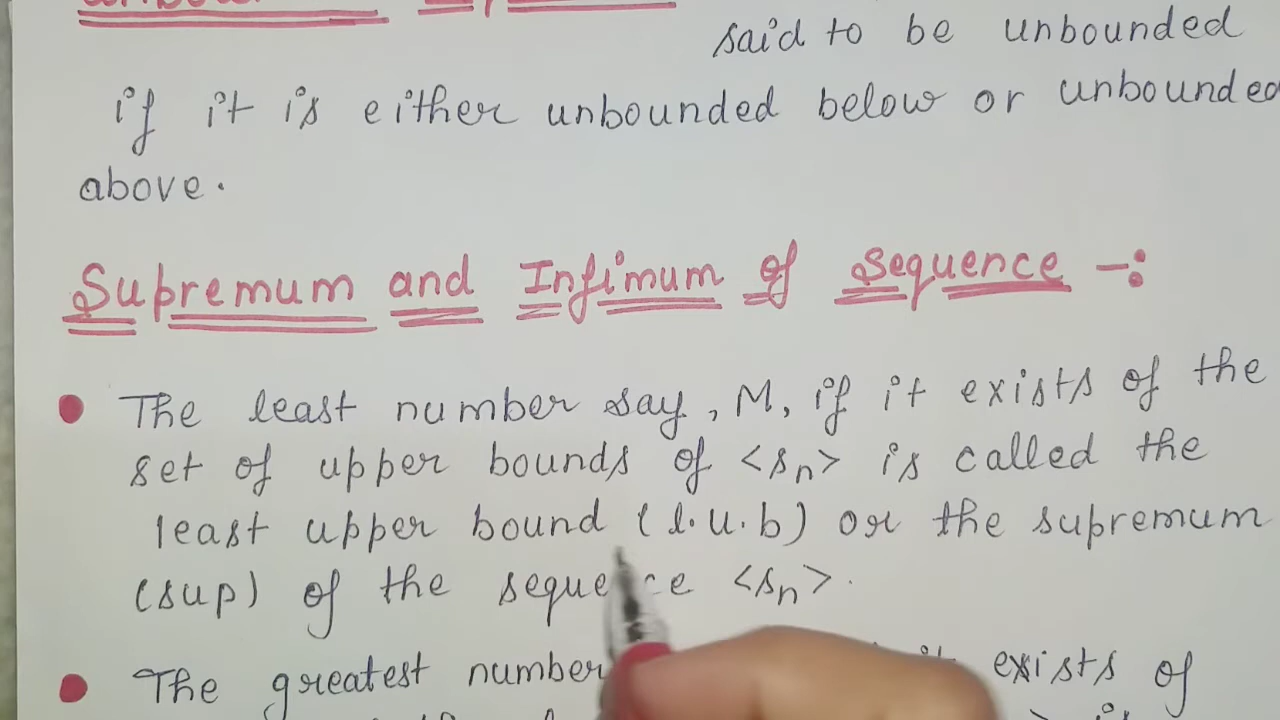 said to be unbounded
if it is either unbounded below or unbounded
above.
Supremum and Infimum of Sequence -:
• The least number say, M, if it exists of the
set of upper bounds of <sn> is called the
least upper bound (l.u.b) or the supremum
(sup) of the sequence <sn>.
• The greatest number exists of